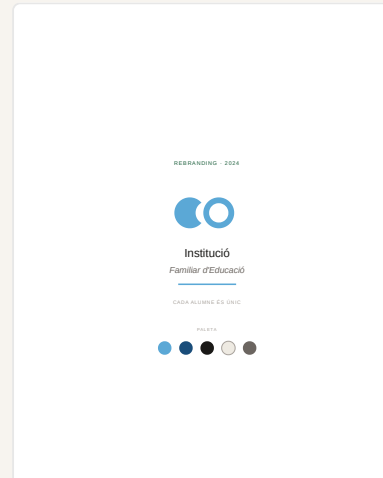 REBRANDING · 2024
Institució
Familiar d'Educació
CADA ALUMNE ÉS ÚNIC
PALETA